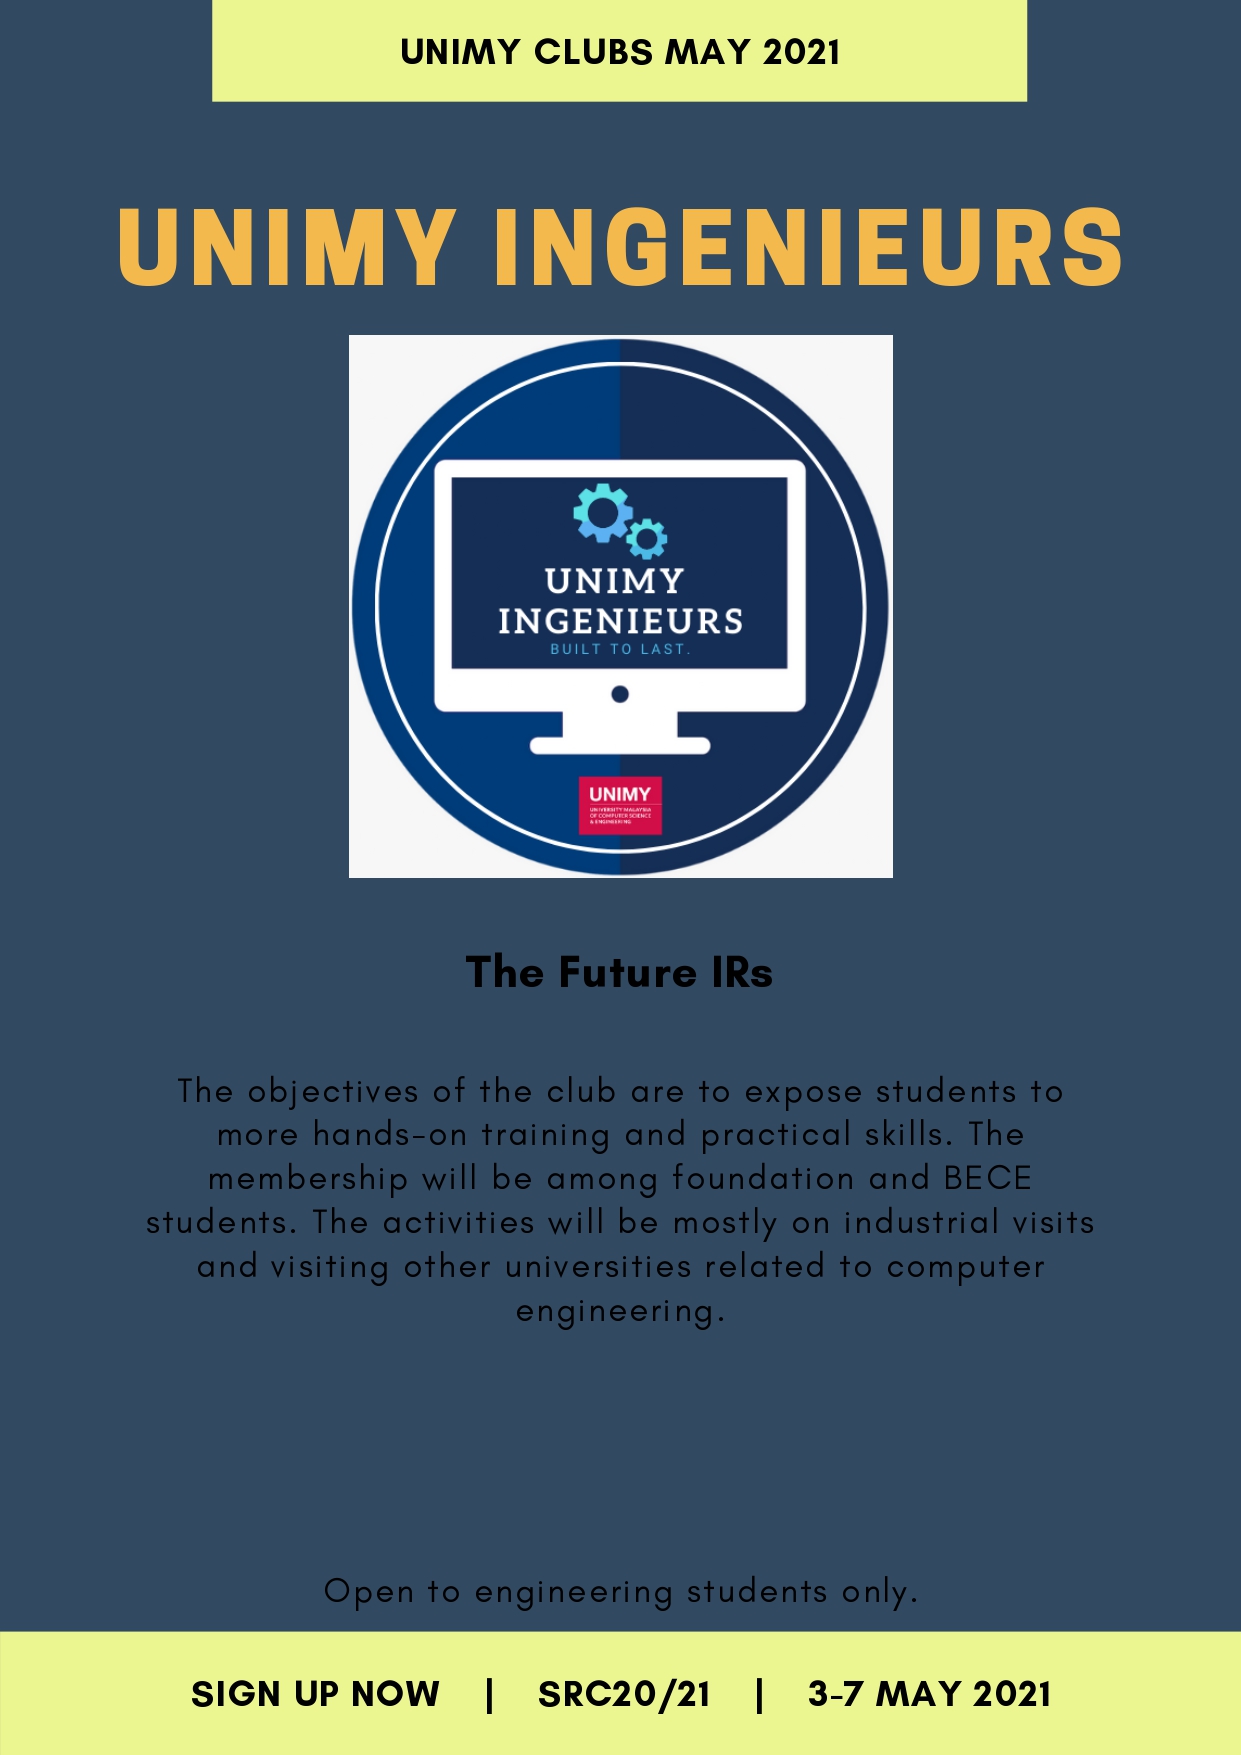 UNIMY CLUBS MAY 2021
UNIMY INGENIEURS
UNIMY
INGENIEURS
BUILT TO LAST.
UNIMY
UNIVERSITY MALAYSIA
OF COMPUTER SCIENCE
& ENGINEERING
The Future IRs
The objectives of the club are to expose students to
more hands-on training and practical skills. The
membership will be among foundation and BECE
students. The activities will be mostly on industrial visits
and visiting other universities related to computer
engineering.
Open to engineering students only.
SIGN UP NOW | SRC20/21 | 3-7 MAY 2021